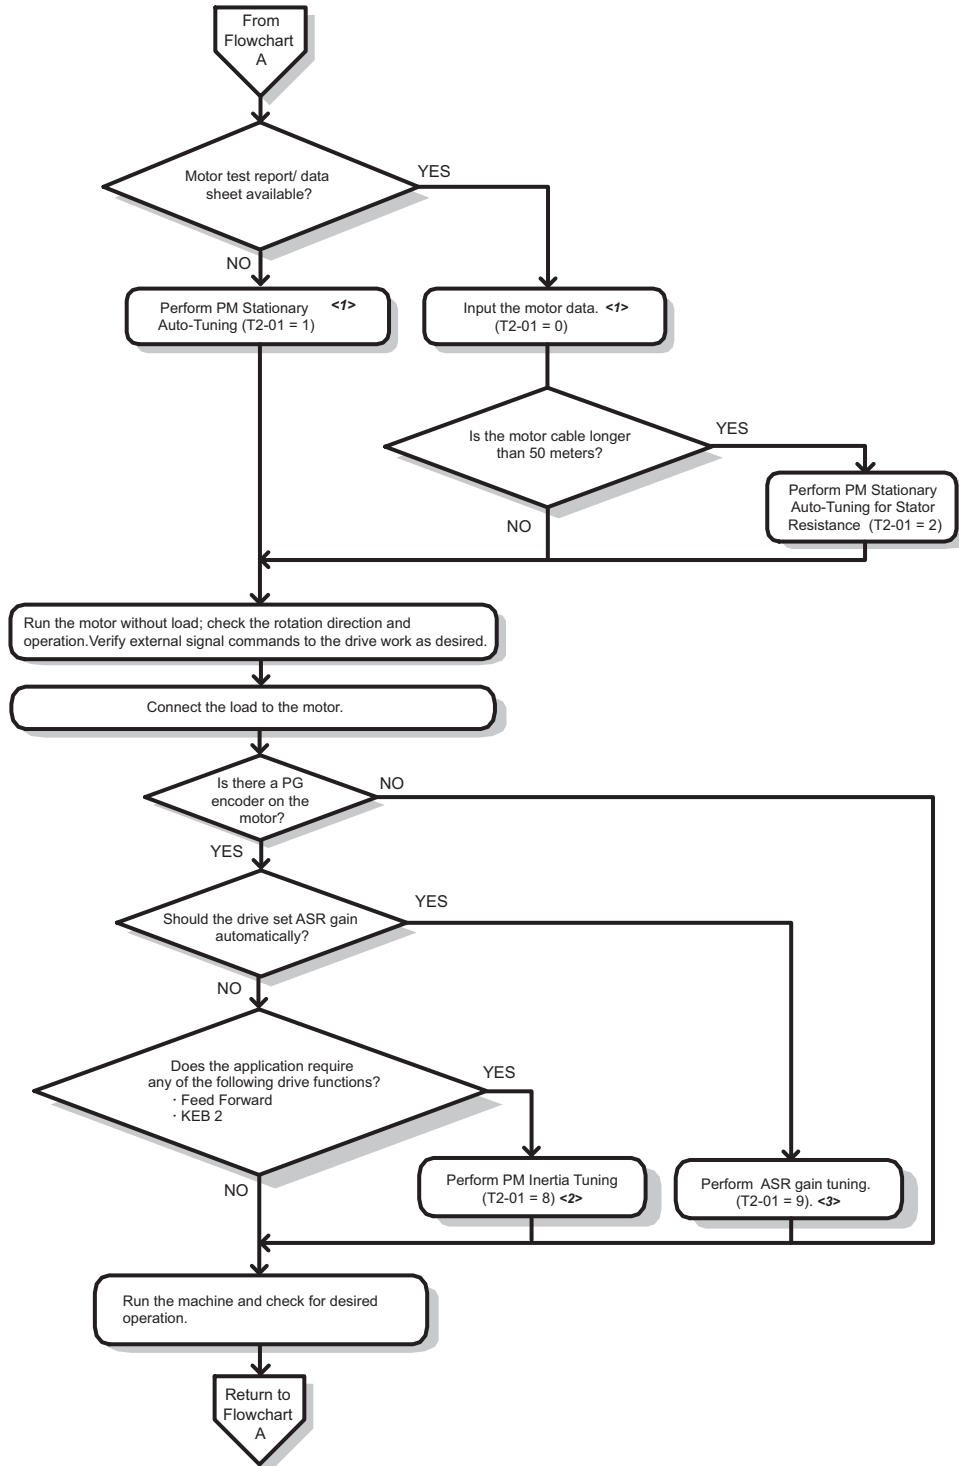 From
Flowchart
A
Motor test report/ data
sheet available?
YES
NO
Perform PM Stationary <1>
Auto-Tuning (T2-01 = 1)
Input the motor data. <1>
(T2-01 = 0)
Is the motor cable longer
than 50 meters?
YES
NO
Perform PM Stationary
Auto-Tuning for Stator
Resistance (T2-01 = 2)
Run the motor without load; check the rotation direction and
operation.Verify external signal commands to the drive work as desired.
Connect the load to the motor.
Is there a PG
encoder on the
motor?
NO
YES
Should the drive set ASR gain
automatically?
YES
NO
Does the application require
any of the following drive functions?
· Feed Forward
· KEB 2
YES
NO
Perform PM Inertia Tuning
(T2-01 = 8) <2>
Perform ASR gain tuning.
(T2-01 = 9). <3>
Run the machine and check for desired
operation.
Return to
Flowchart
A